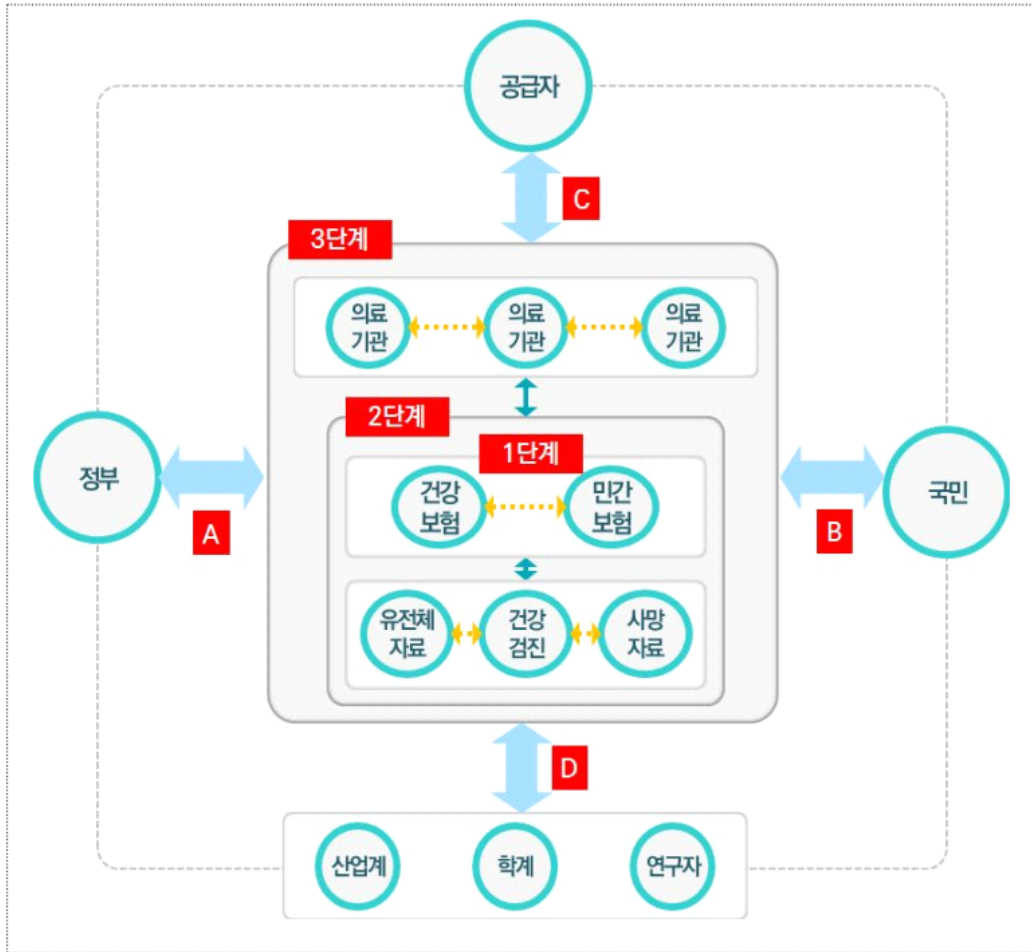 공급자
C
3단계
의료
기관
의료
기관
의료
기관
2단계
1단계
정부
A
건강
보험
민간
보험
B
국민
유전체
자료
건강
검진
사망
자료
D
산업계
학계
연구자